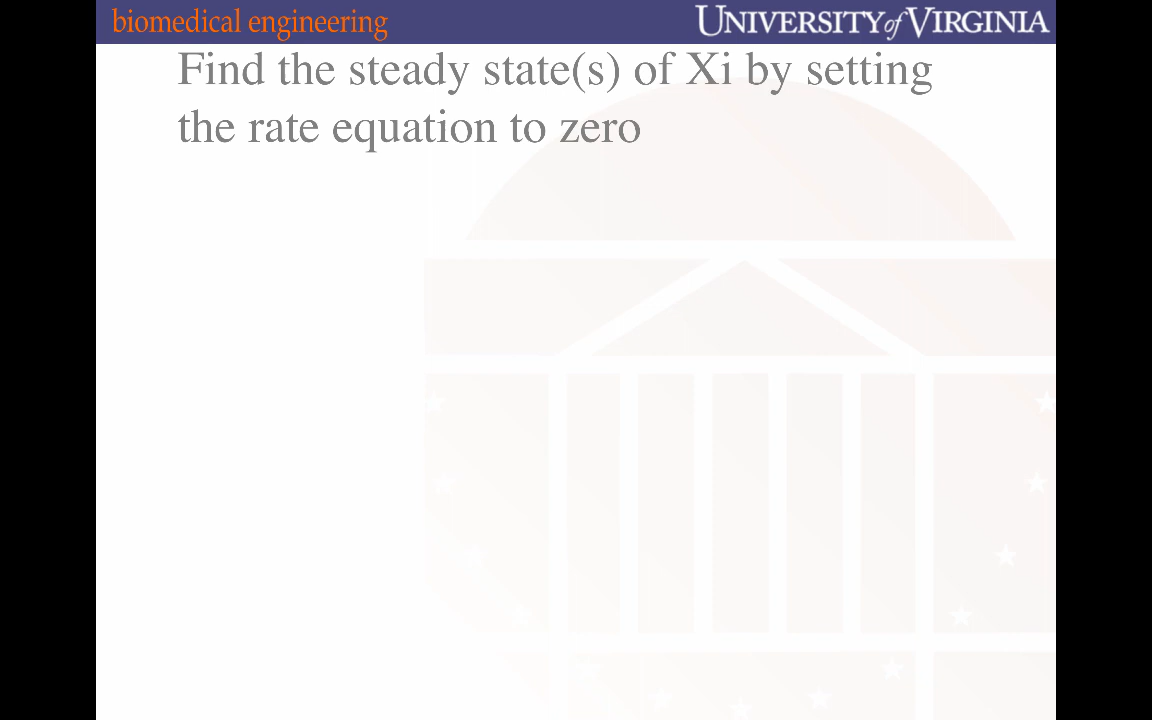 biomedical engineering
UNIVERSITY of VIRGINIA
Find the steady state(s) of Xi by setting
the rate equation to zero